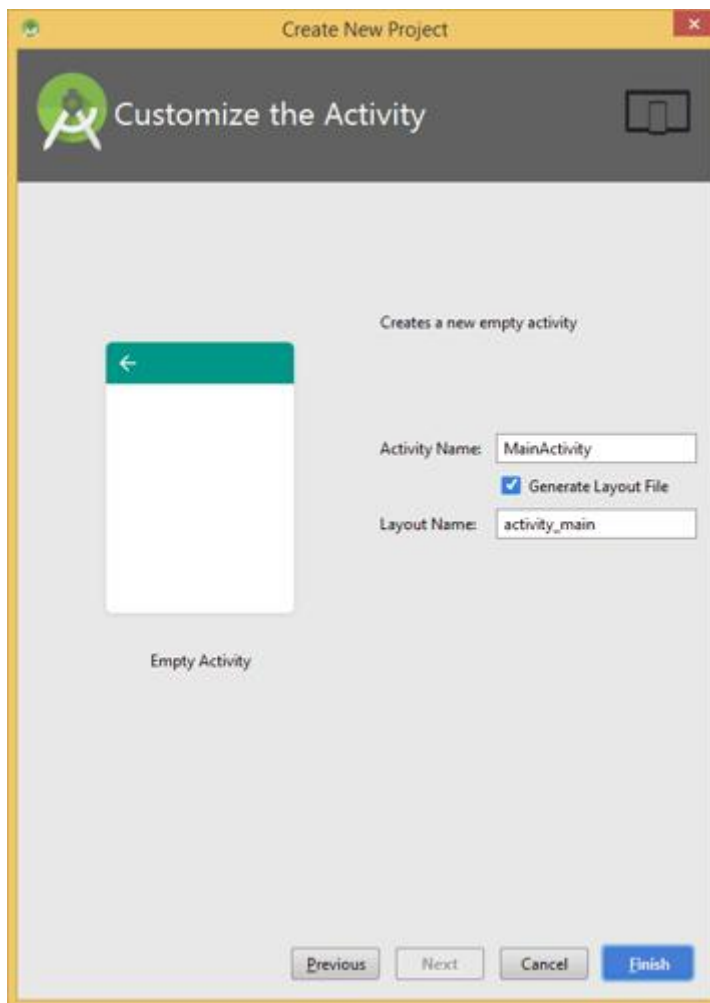 Create New Project
Customize the Activity
Creates a new empty activity
Activity Name: MainActivity
Generate Layout File
Layout Name: activity_main
Empty Activity
Previous Next Cancel Finish